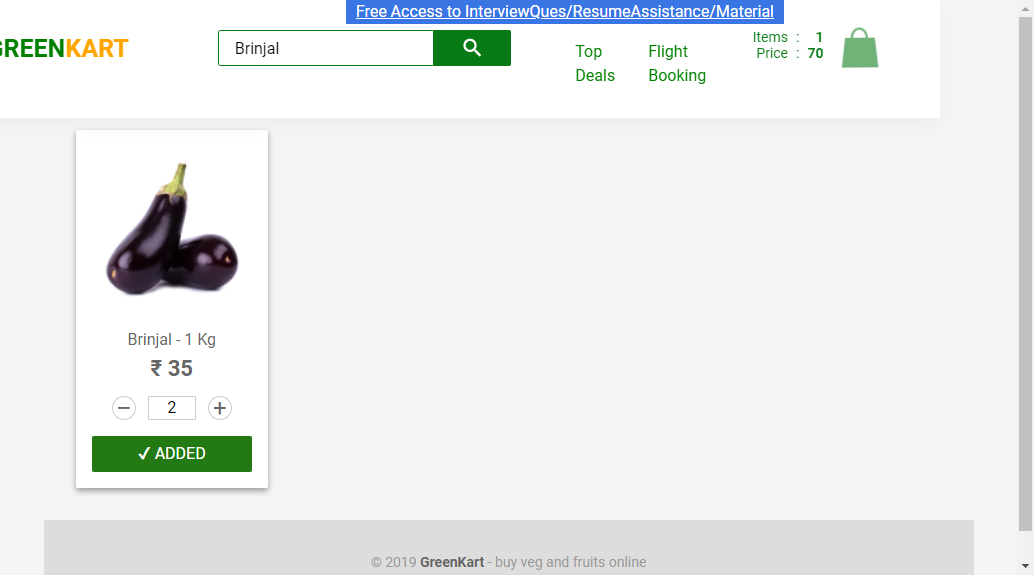 Free Access to InterviewQues/ResumeAssistance/Material
GREENKART
Brinjal
Top Deals
Flight Booking
Items : 1
Price : 70
Brinjal - 1 Kg
₹ 35
2
✓ ADDED
© 2019 GreenKart - buy veg and fruits online